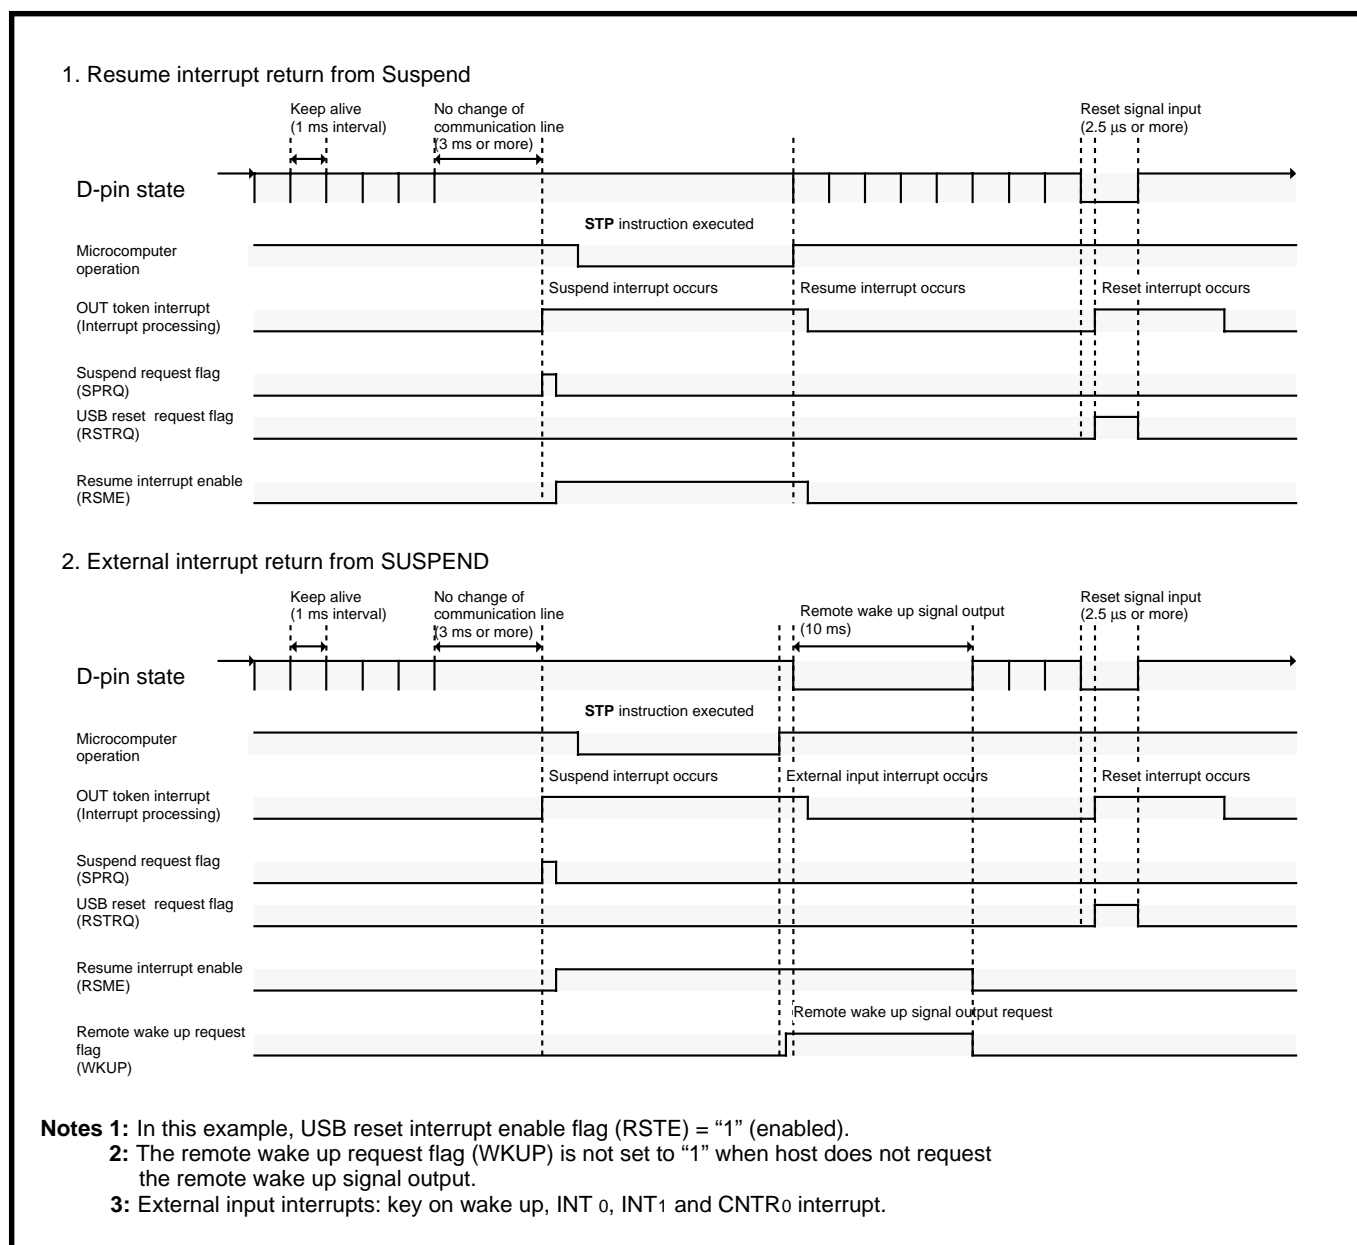 1. Resume interrupt return from Suspend
Keep alive
(1 ms interval)
No change of
communication line
(3 ms or more)
Reset signal input
(2.5 μs or more)
D-pin state
STP instruction executed
Microcomputer
operation
Suspend interrupt occurs
Resume interrupt occurs
Reset interrupt occurs
OUT token interrupt
(Interrupt processing)
Suspend request flag
(SPRQ)
USB reset request flag
(RSTRQ)
Resume interrupt enable
(RSME)
2. External interrupt return from SUSPEND
Keep alive
(1 ms interval)
No change of
communication line
(3 ms or more)
Remote wake up signal output
(10 ms)
Reset signal input
(2.5 μs or more)
D-pin state
STP instruction executed
Microcomputer
operation
Suspend interrupt occurs
External input interrupt occurs
Reset interrupt occurs
OUT token interrupt
(Interrupt processing)
Suspend request flag
(SPRQ)
USB reset request flag
(RSTRQ)
Resume interrupt enable
(RSME)
Remote wake up signal output request
Remote wake up request
flag
(WKUP)
Notes 1: In this example, USB reset interrupt enable flag (RSTE) = “1” (enabled).
2: The remote wake up request flag (WKUP) is not set to “1” when host does not request
the remote wake up signal output.
3: External input interrupts: key on wake up, INT 0, INT1 and CNTR0 interrupt.